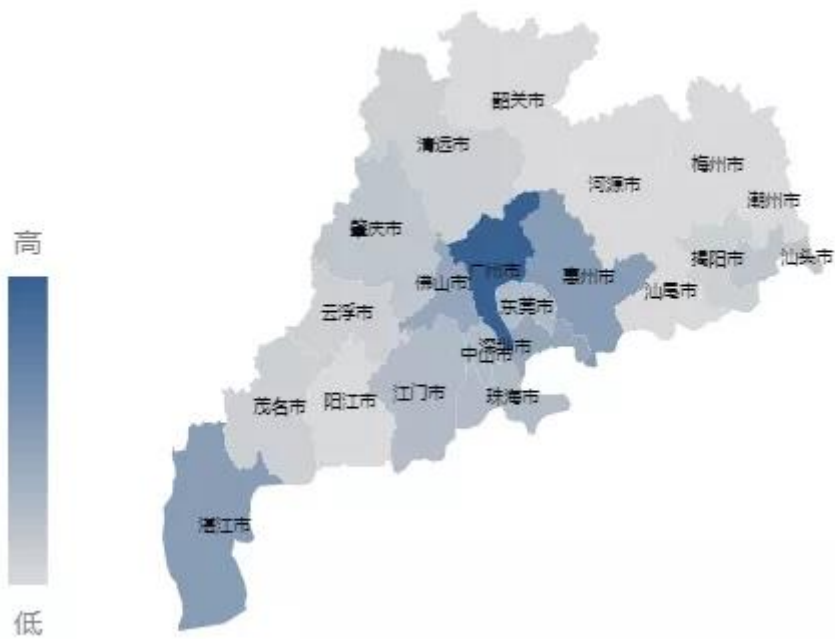 韶关市
清远市
梅州市
河源市
潮州市
肇庆市
高
揭阳市
汕头市
广州市
惠州市
佛山市
汕尾市
东莞市
云浮市
深圳市
中山市
江门市
珠海市
阳江市
茂名市
湛江市
低